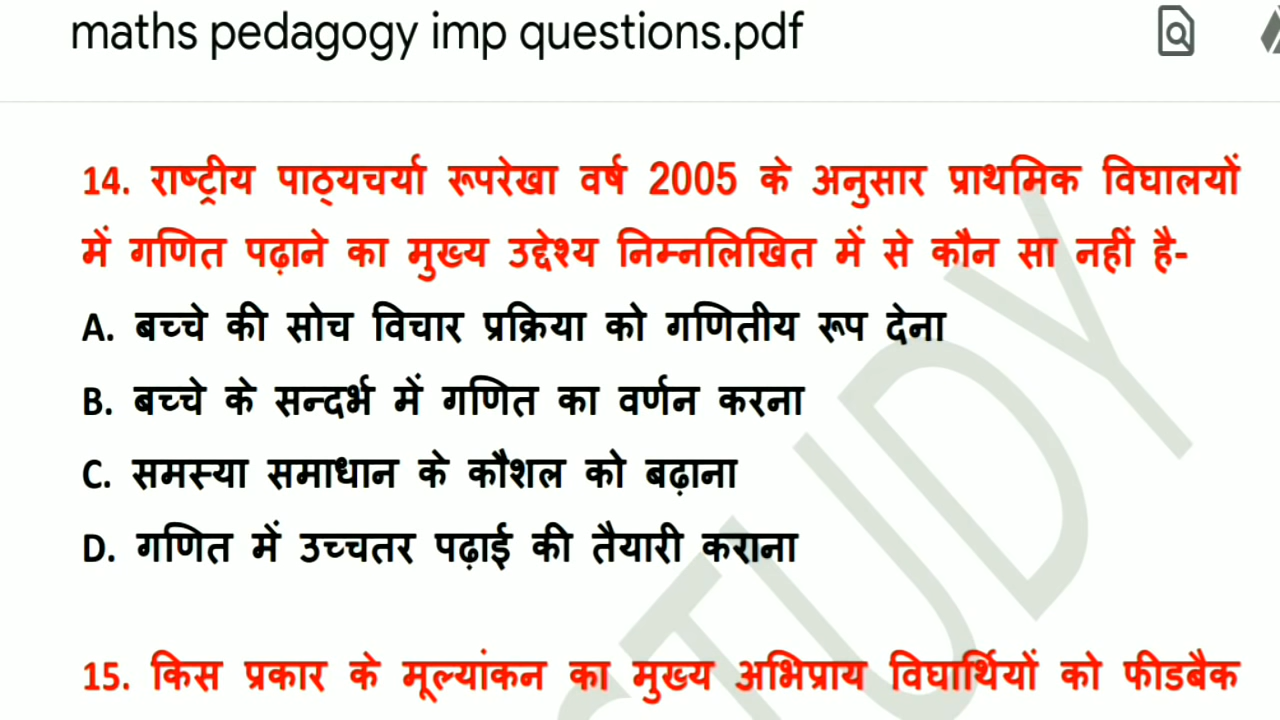 maths pedagogy imp questions.pdf
14. राष्ट्रीय पाठ्यचर्या रूपरेखा वर्ष 2005 के अनुसार प्राथमिक विघालयों
में गणित पढ़ाने का मुख्य उद्देश्य निम्नलिखित में से कौन सा नहीं है-
A. बच्चे की सोच विचार प्रक्रिया को गणितीय रूप देना
B. बच्चे के सन्दर्भ में गणित का वर्णन करना
C. समस्या समाधान के कौशल को बढ़ाना
D. गणित में उच्चतर पढ़ाई की तैयारी कराना
STUDY
15. किस प्रकार के मूल्यांकन का मुख्य अभिप्राय विघार्थियों को फीडबैक